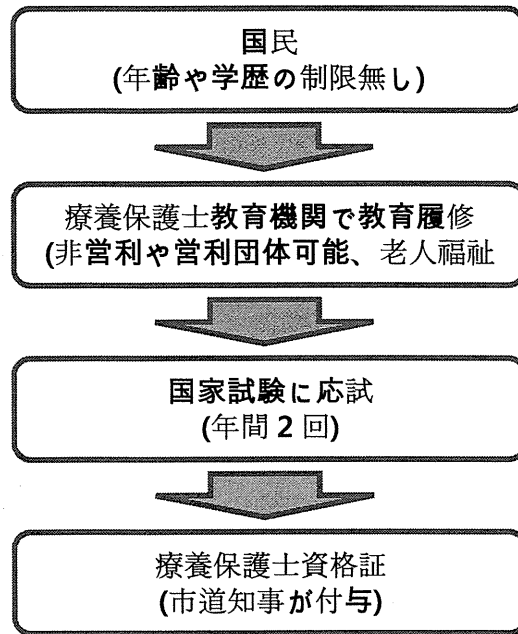 国民
(年齢や学歴の制限無し)
療養保護士教育機関で教育履修
(非営利や営利団体可能、老人福祉
国家試験に応試
(年間2回)
療養保護士資格証
(市道知事が付与)